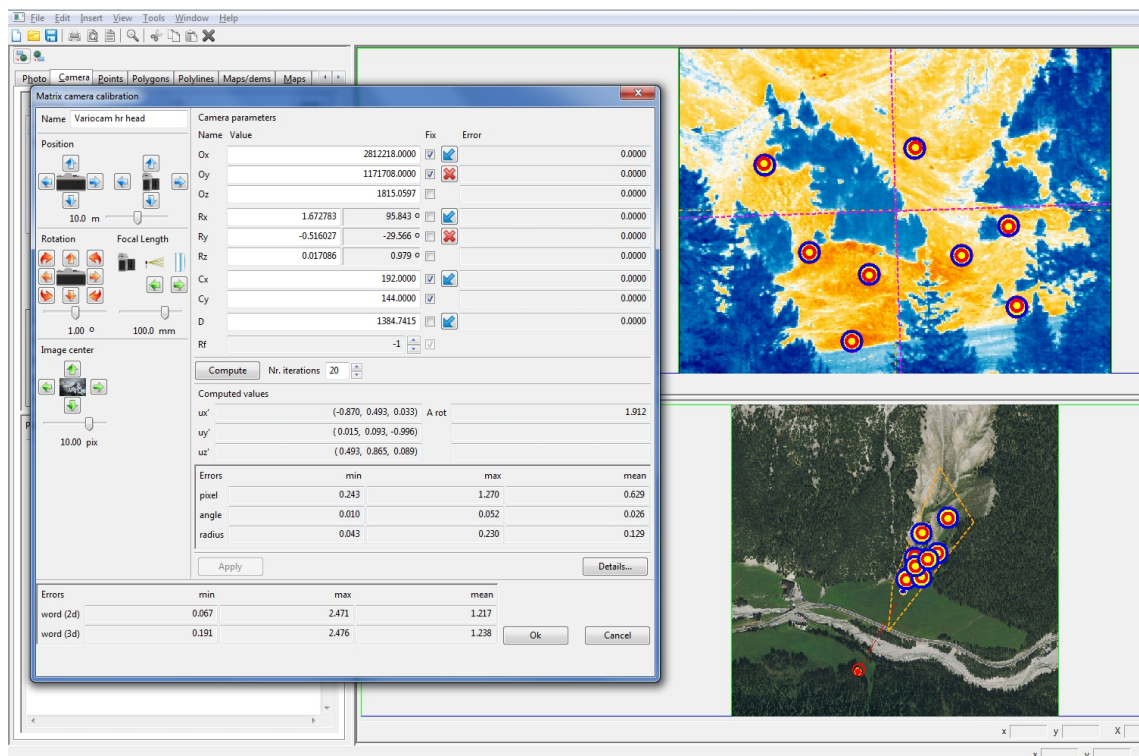 File Edit Insert View Tools Window Help
Photo Camera Points Polygons Polylines Maps/dems Maps
Matrix camera calibration
Name Variocam hr head
Camera parameters
Name Value Fix Error
Position
Ox 2812218.0000 0.0000
Oy 1171708.0000 0.0000
Oz 1815.0597 0.0000
10.0 m
Rx 1.672783 95.843 o 0.0000
Ry -0.516027 -29.566 o 0.0000
Rz 0.017086 0.979 o 0.0000
Rotation Focal Length
Cx 192.0000 0.0000
Cy 144.0000 0.0000
D 1384.7415 0.0000
1.00 o 100.0 mm
Rf -1
Image center
Compute Nr. iterations 20
Computed values
ux' (-0.870, 0.493, 0.033) A rot 1.912
uy' ( 0.015, 0.093, -0.996)
uz' ( 0.493, 0.865, 0.089)
10.00 pix
Errors min max mean
pixel 0.243 1.270 0.629
angle 0.010 0.052 0.026
radius 0.043 0.230 0.129
Apply Details...
Errors min max mean
word (2d) 0.067 2.471 1.217
word (3d) 0.191 2.476 1.238
Ok Cancel
x y X
x y